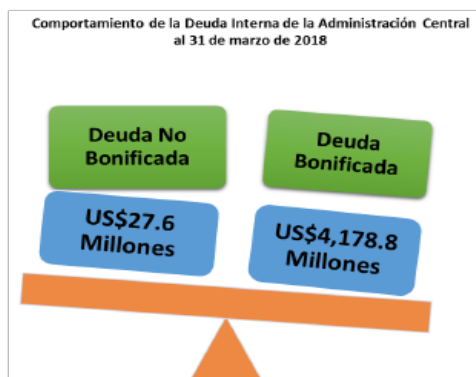 Comportamiento de la Deuda Interna de la Administración Central
al 31 de marzo de 2018
Deuda No
Bonificada
Deuda
Bonificada
US$27.6
Millones
US$4,178.8
Millones